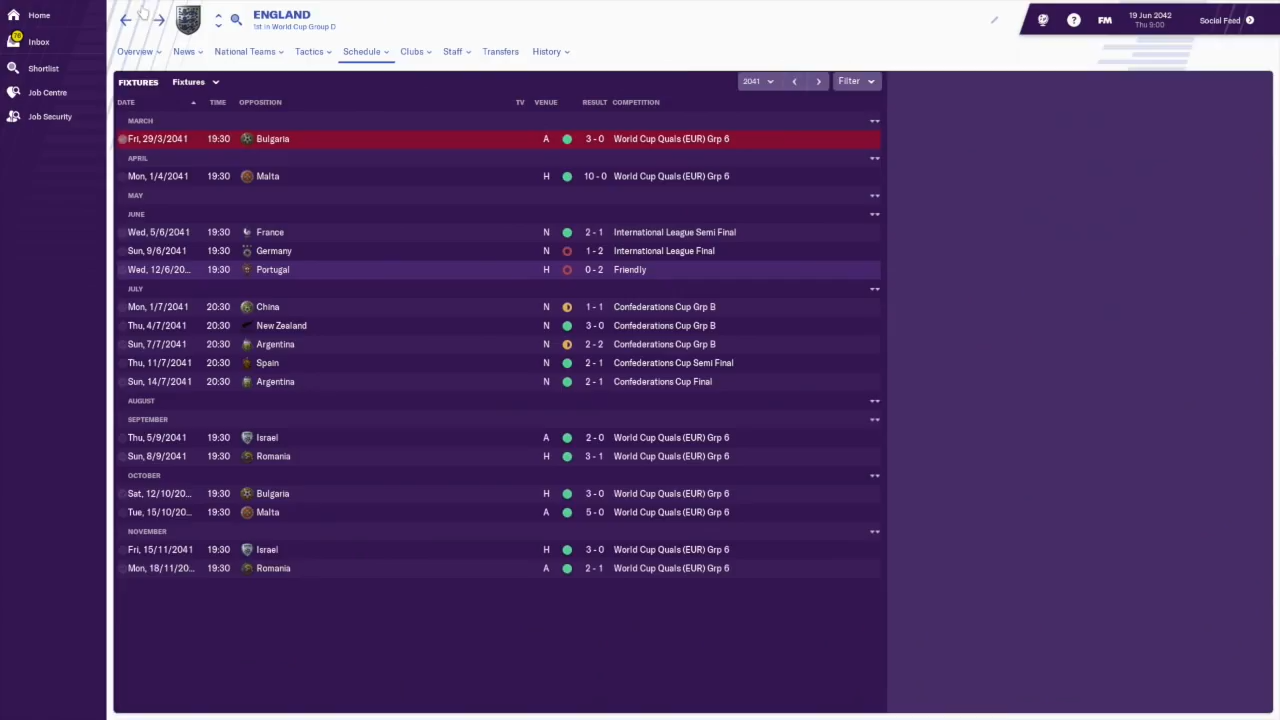 Home
Inbox
78
Shortlist
Job Centre
Job Security
ENGLAND
1st in World Cup Group D
FM
19 Jun 2042
Thu 9:00
Social Feed
Overview News National Teams Tactics Schedule Clubs Staff Transfers History
FIXTURES Fixtures 2041 Filter
DATE TIME OPPOSITION TV VENUE RESULT COMPETITION
MARCH
Fri, 29/3/2041 19:30 Bulgaria A 3 - 0 World Cup Quals (EUR) Grp 6
APRIL
Mon, 1/4/2041 19:30 Malta H 10 - 0 World Cup Quals (EUR) Grp 6
MAY
JUNE
Wed, 5/6/2041 19:30 France N 2 - 1 International League Semi Final
Sun, 9/6/2041 19:30 Germany N 1 - 2 International League Final
Wed, 12/6/20... 19:30 Portugal H 0 - 2 Friendly
JULY
Mon, 1/7/2041 20:30 China N 1 - 1 Confederations Cup Grp B
Thu, 4/7/2041 20:30 New Zealand N 3 - 0 Confederations Cup Grp B
Sun, 7/7/2041 20:30 Argentina N 2 - 2 Confederations Cup Grp B
Thu, 11/7/2041 20:30 Spain N 2 - 1 Confederations Cup Semi Final
Sun, 14/7/2041 20:30 Argentina N 2 - 1 Confederations Cup Final
AUGUST
SEPTEMBER
Thu, 5/9/2041 19:30 Israel A 2 - 0 World Cup Quals (EUR) Grp 6
Sun, 8/9/2041 19:30 Romania H 3 - 1 World Cup Quals (EUR) Grp 6
OCTOBER
Sat, 12/10/20... 19:30 Bulgaria H 3 - 0 World Cup Quals (EUR) Grp 6
Tue, 15/10/20... 19:30 Malta A 5 - 0 World Cup Quals (EUR) Grp 6
NOVEMBER
Fri, 15/11/2041 19:30 Israel H 3 - 0 World Cup Quals (EUR) Grp 6
Mon, 18/11/20... 19:30 Romania A 2 - 1 World Cup Quals (EUR) Grp 6